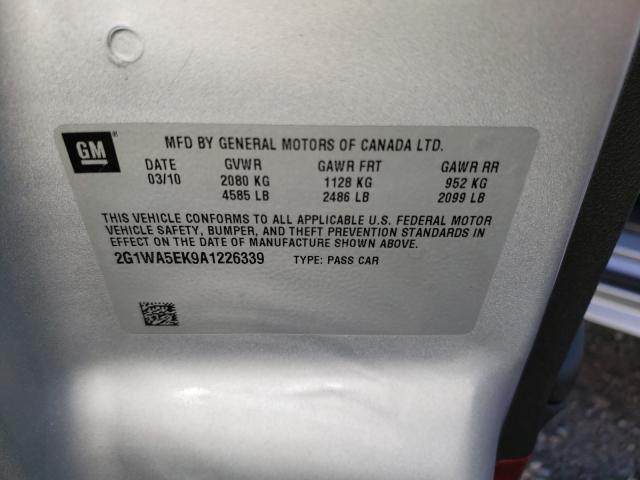 GM
MFD BY GENERAL MOTORS OF CANADA LTD.
DATE GVWR GAWR FRT GAWR RR
03/10 2080 KG 1128 KG 952 KG
4585 LB 2486 LB 2099 LB
THIS VEHICLE CONFORMS TO ALL APPLICABLE U.S. FEDERAL MOTOR
VEHICLE SAFETY, BUMPER, AND THEFT PREVENTION STANDARDS IN
EFFECT ON THE DATE OF MANUFACTURE SHOWN ABOVE.
2G1WA5EK9A1226339 TYPE: PASS CAR